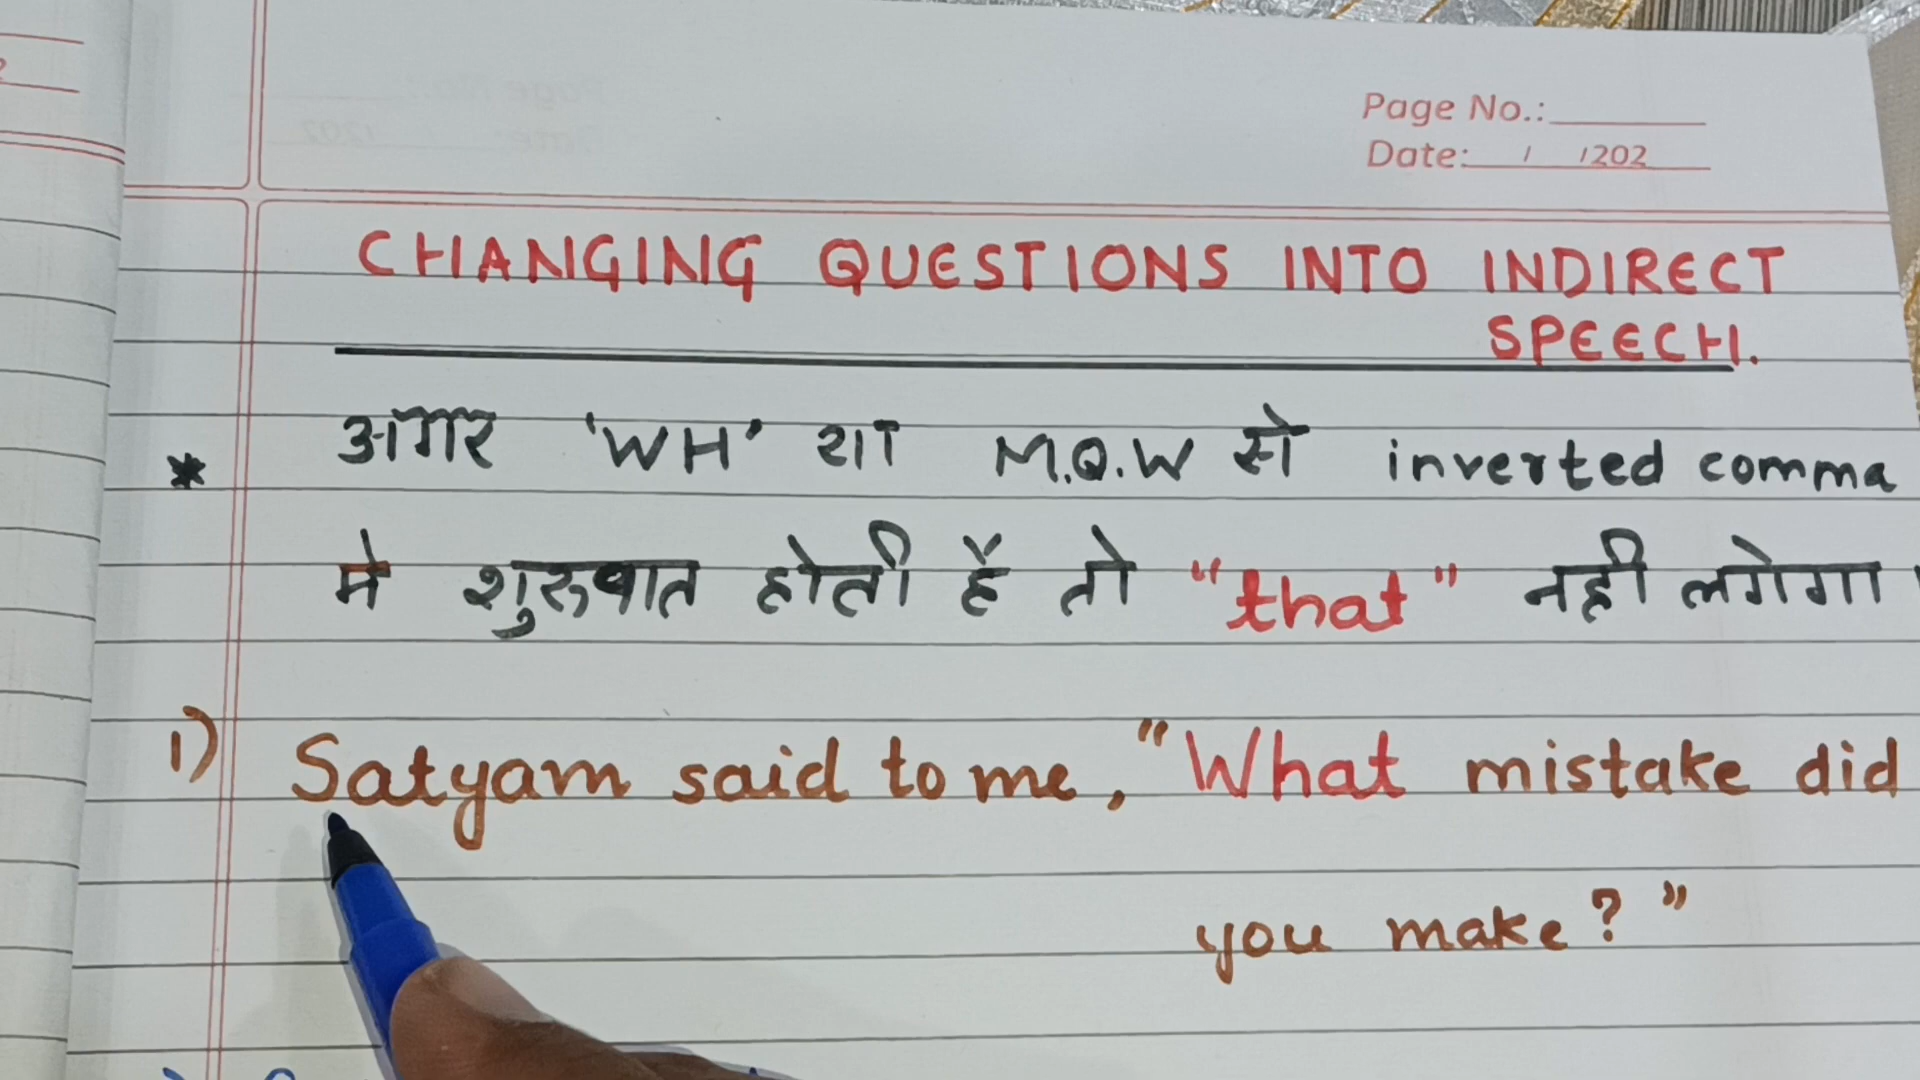 Page No.:
Date: / /202
CHANGING QUESTIONS INTO INDIRECT
SPEECH.
* अगर 'WH' या M.Q.W से inverted comma
मे शुरुवात होती हैं तो "that" नही लगेगा
1) Satyam said to me, "What mistake did
you make?"